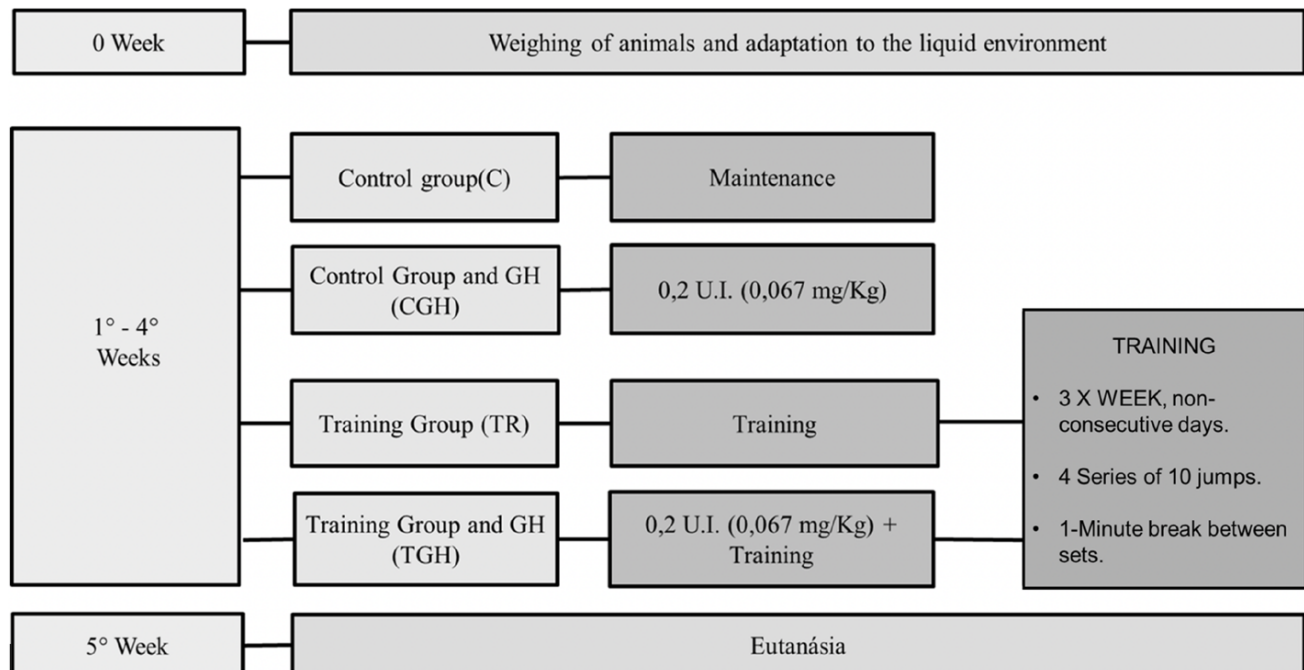 0 Week
Weighing of animals and adaptation to the liquid environment
1° - 4°
Weeks
Control group(C)
Maintenance
Control Group and GH
(CGH)
0,2 U.I. (0,067 mg/Kg)
Training Group (TR)
Training
Training Group and GH
(TGH)
0,2 U.I. (0,067 mg/Kg) +
Training
TRAINING
• 3 X WEEK, non-
consecutive days.
• 4 Series of 10 jumps.
• 1-Minute break between
sets.
5° Week
Eutanásia